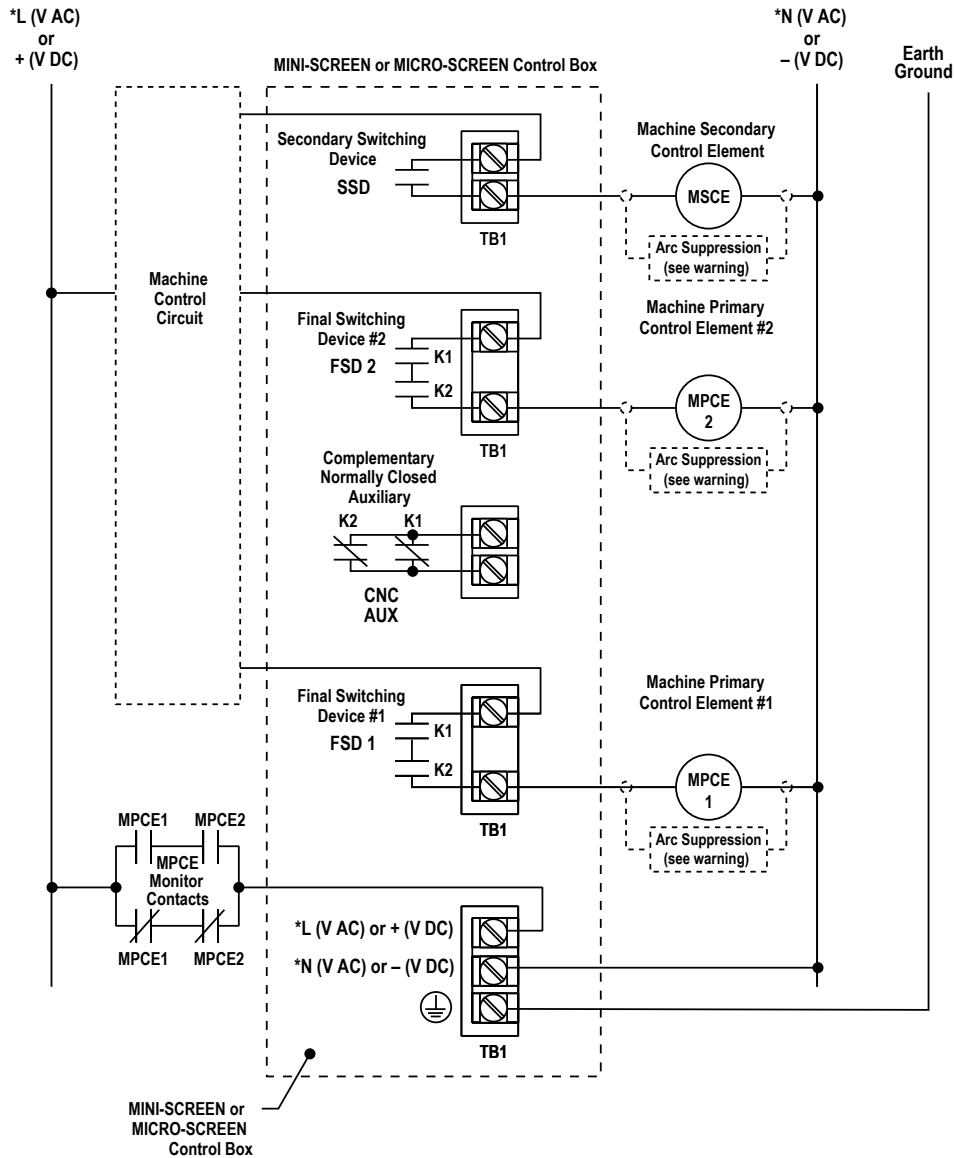 *L (V AC)
or
+ (V DC)
*N (V AC)
or
– (V DC)
Earth
Ground
MINI-SCREEN or MICRO-SCREEN Control Box
Secondary Switching
Device
SSD
TB1
Machine Secondary
Control Element
MSCE
Arc Suppression
(see warning)
Machine
Control
Circuit
Final Switching
Device #2
FSD 2
K1
K2
TB1
Machine Primary
Control Element #2
MPCE
2
Arc Suppression
(see warning)
Complementary
Normally Closed
Auxiliary
K2
K1
CNC
AUX
Final Switching
Device #1
FSD 1
K1
K2
TB1
Machine Primary
Control Element #1
MPCE
1
Arc Suppression
(see warning)
MPCE1
MPCE2
MPCE
Monitor
Contacts
MPCE1
MPCE2
*L (V AC) or + (V DC)
*N (V AC) or – (V DC)
TB1
MINI-SCREEN or
MICRO-SCREEN
Control Box